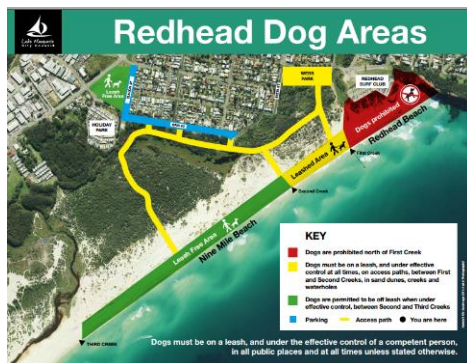 Lake Macquarie
City Council
Redhead Dog Areas
Leash
Free Area
HOLIDAY
PARK
WEBB
PARK
REDHEAD
SURF CLUB
Dogs prohibited
Redhead Beach
First Creek
Leashed Area
Second Creek
Leash Free Area
Nine Mile Beach
THIRD CREEK
KEY
Dogs are prohibited north of First Creek
Dogs must be on a leash, and under effective
control at all times, on access paths, between First
and Second Creeks, in sand dunes, creeks and
waterholes
Dogs are permitted to be off leash when under
effective control, between Second and Third Creeks
Parking
Access path
You are here
Dogs must be on a leash, and under the effective control of a competent person,
in all public places and at all times unless stated otherwise.